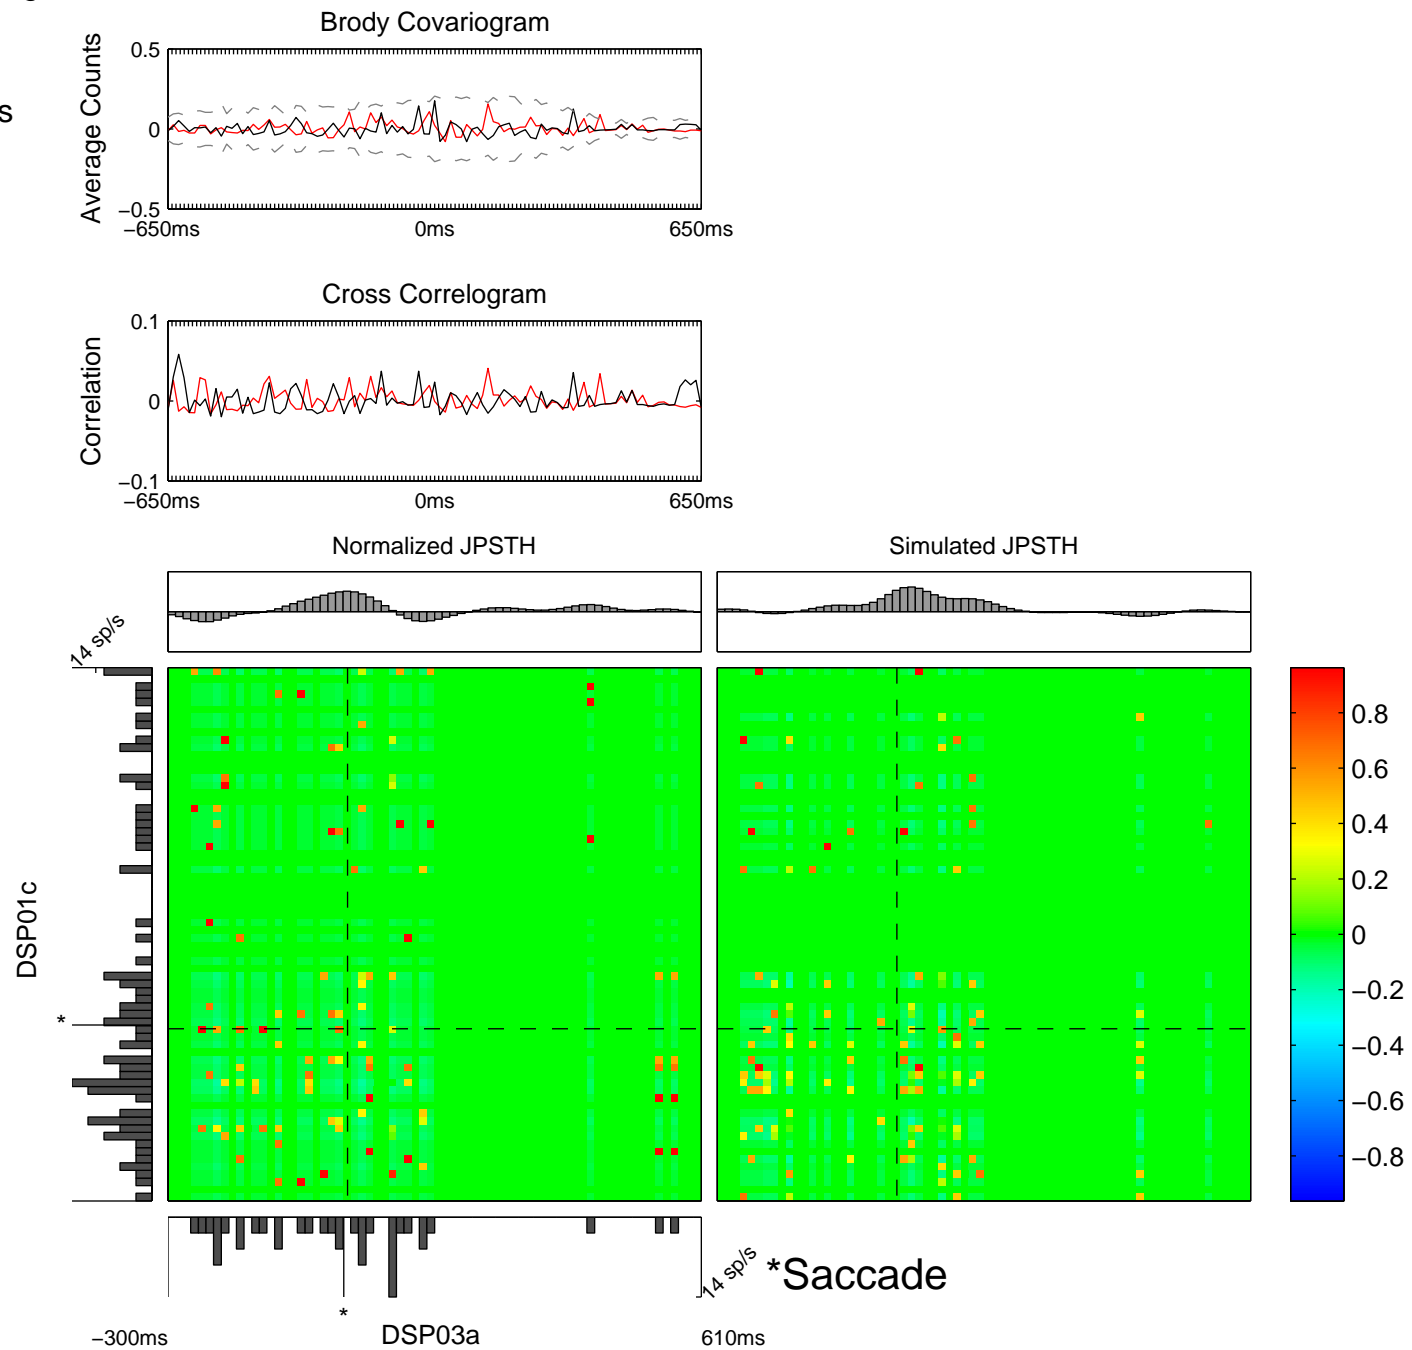 Brody Covariogram
Average Counts
0.5
0
−0.5
−650ms
0ms
650ms
s
Cross Correlogram
Correlation
0.1
0
−0.1
−650ms
0ms
650ms
Normalized JPSTH
Simulated JPSTH
14 sp/s
DSP01c
*
0.8
0.6
0.4
0.2
0
−0.2
−0.4
−0.6
−0.8
14 sp/s
*Saccade
*
−300ms
DSP03a
610ms